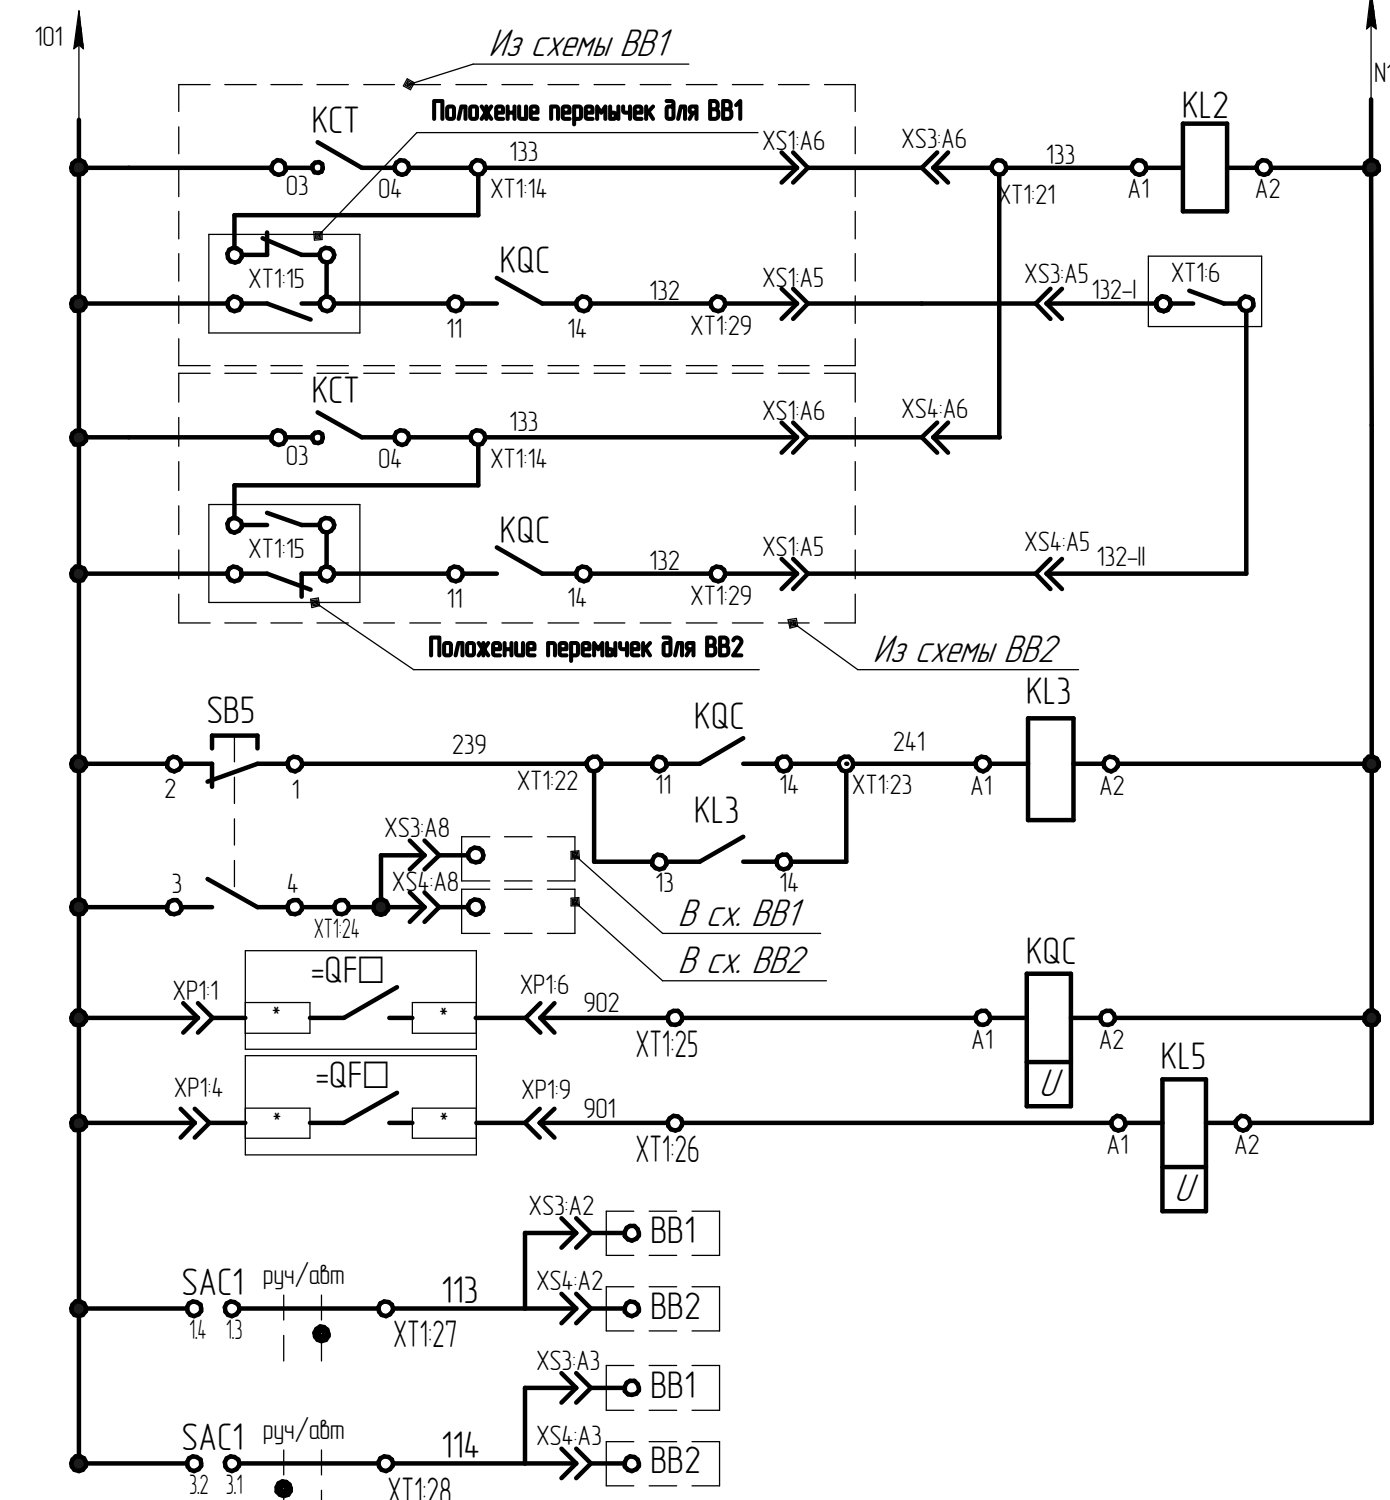 101
Из схемы ВВ1
N1
Положение перемычек для ВВ1
KCT
KL2
133
XS1:A6
XS3:A6
133
03
04
XT1:14
XT1:21
A1
A2
XT1:15
KQC
XS1:A5
XS3:A5
132-I
XT1:6
132
11
14
XT1:29
KCT
133
XS1:A6
XS4:A6
03
04
XT1:14
XT1:15
KQC
XS1:A5
XS4:A5
132-II
132
11
14
XT1:29
Положение перемычек для ВВ2
Из схемы ВВ2
SB5
KL3
KQC
239
241
2
1
XT1:22
11
14
XT1:23
A1
A2
KL3
XS3:A8
XS4:A8
3
4
13
14
XT1:24
В сх. ВВ1
В сх. ВВ2
=QF□
KQC
XP1:1
*
*
XP1:6
902
XT1:25
A1
A2
U
=QF□
KL5
XP1:4
*
*
XP1:9
901
XT1:26
A1
A2
U
XS3:A2
BB1
SAC1
руч/авт
113
XS4:A2
BB2
1.4
1.3
XT1:27
XS3:A3
BB1
SAC1
руч/авт
114
XS4:A3
BB2
3.2
3.1
XT1:28